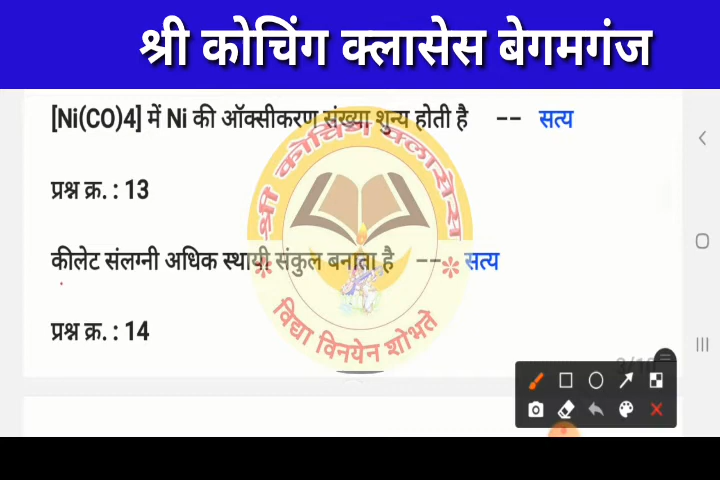 श्री कोचिंग क्लासेस बेगमगंज
[Ni(CO)4] में Ni की ऑक्सीकरण संख्या शुन्य होती है -- सत्य
प्रश्न क्र. : 13
कीलेट संलग्नी अधिक स्थायी संकुल बनाता है -- सत्य
प्रश्न क्र. : 14
श्री कोचिंग क्लासेस
विद्या विनयेन शोभते